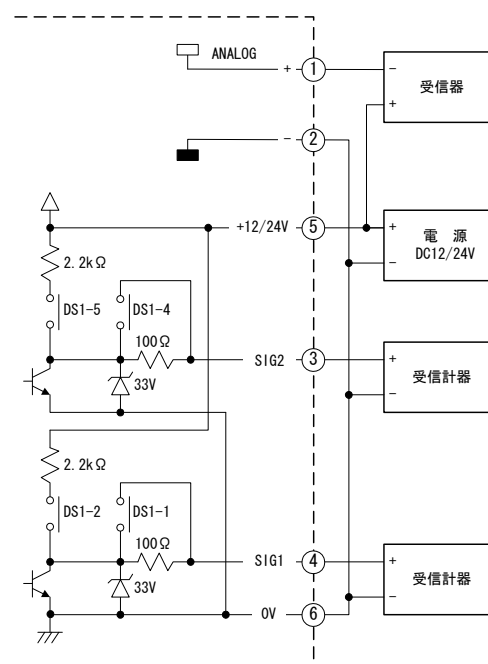 ANALOG
+ 1 -
+
受信器
- 2
+12/24V 5 +
-
電 源
DC12/24V
2.2kΩ
DS1-5 DS1-4
100Ω
SIG2 3 +
-
受信計器
33V
2.2kΩ
DS1-2 DS1-1
100Ω
SIG1 4 +
-
受信計器
33V
0V 6